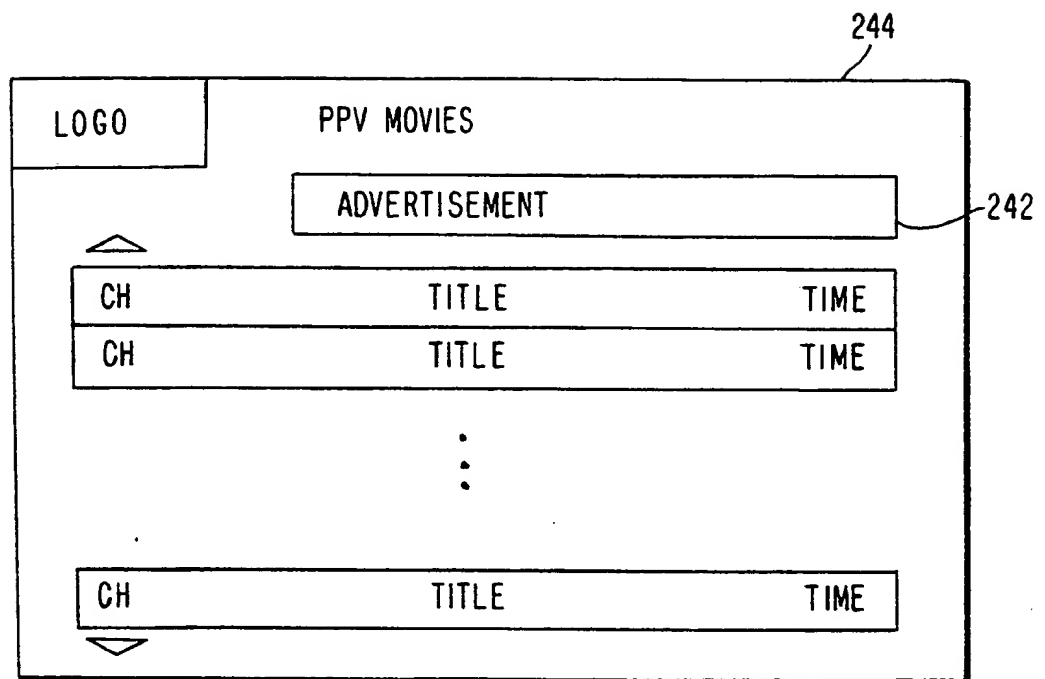 244
LOGO PPV MOVIES
ADVERTISEMENT
242
CH TITLE TIME
CH TITLE TIME
CH TITLE TIME